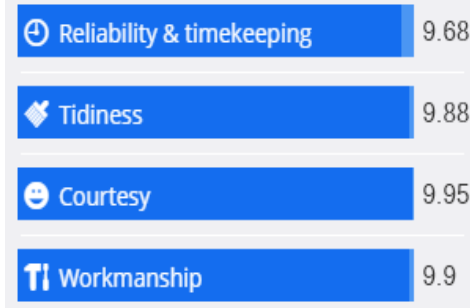 Reliability & timekeeping 9.68
Tidiness 9.88
Courtesy 9.95
Workmanship 9.9